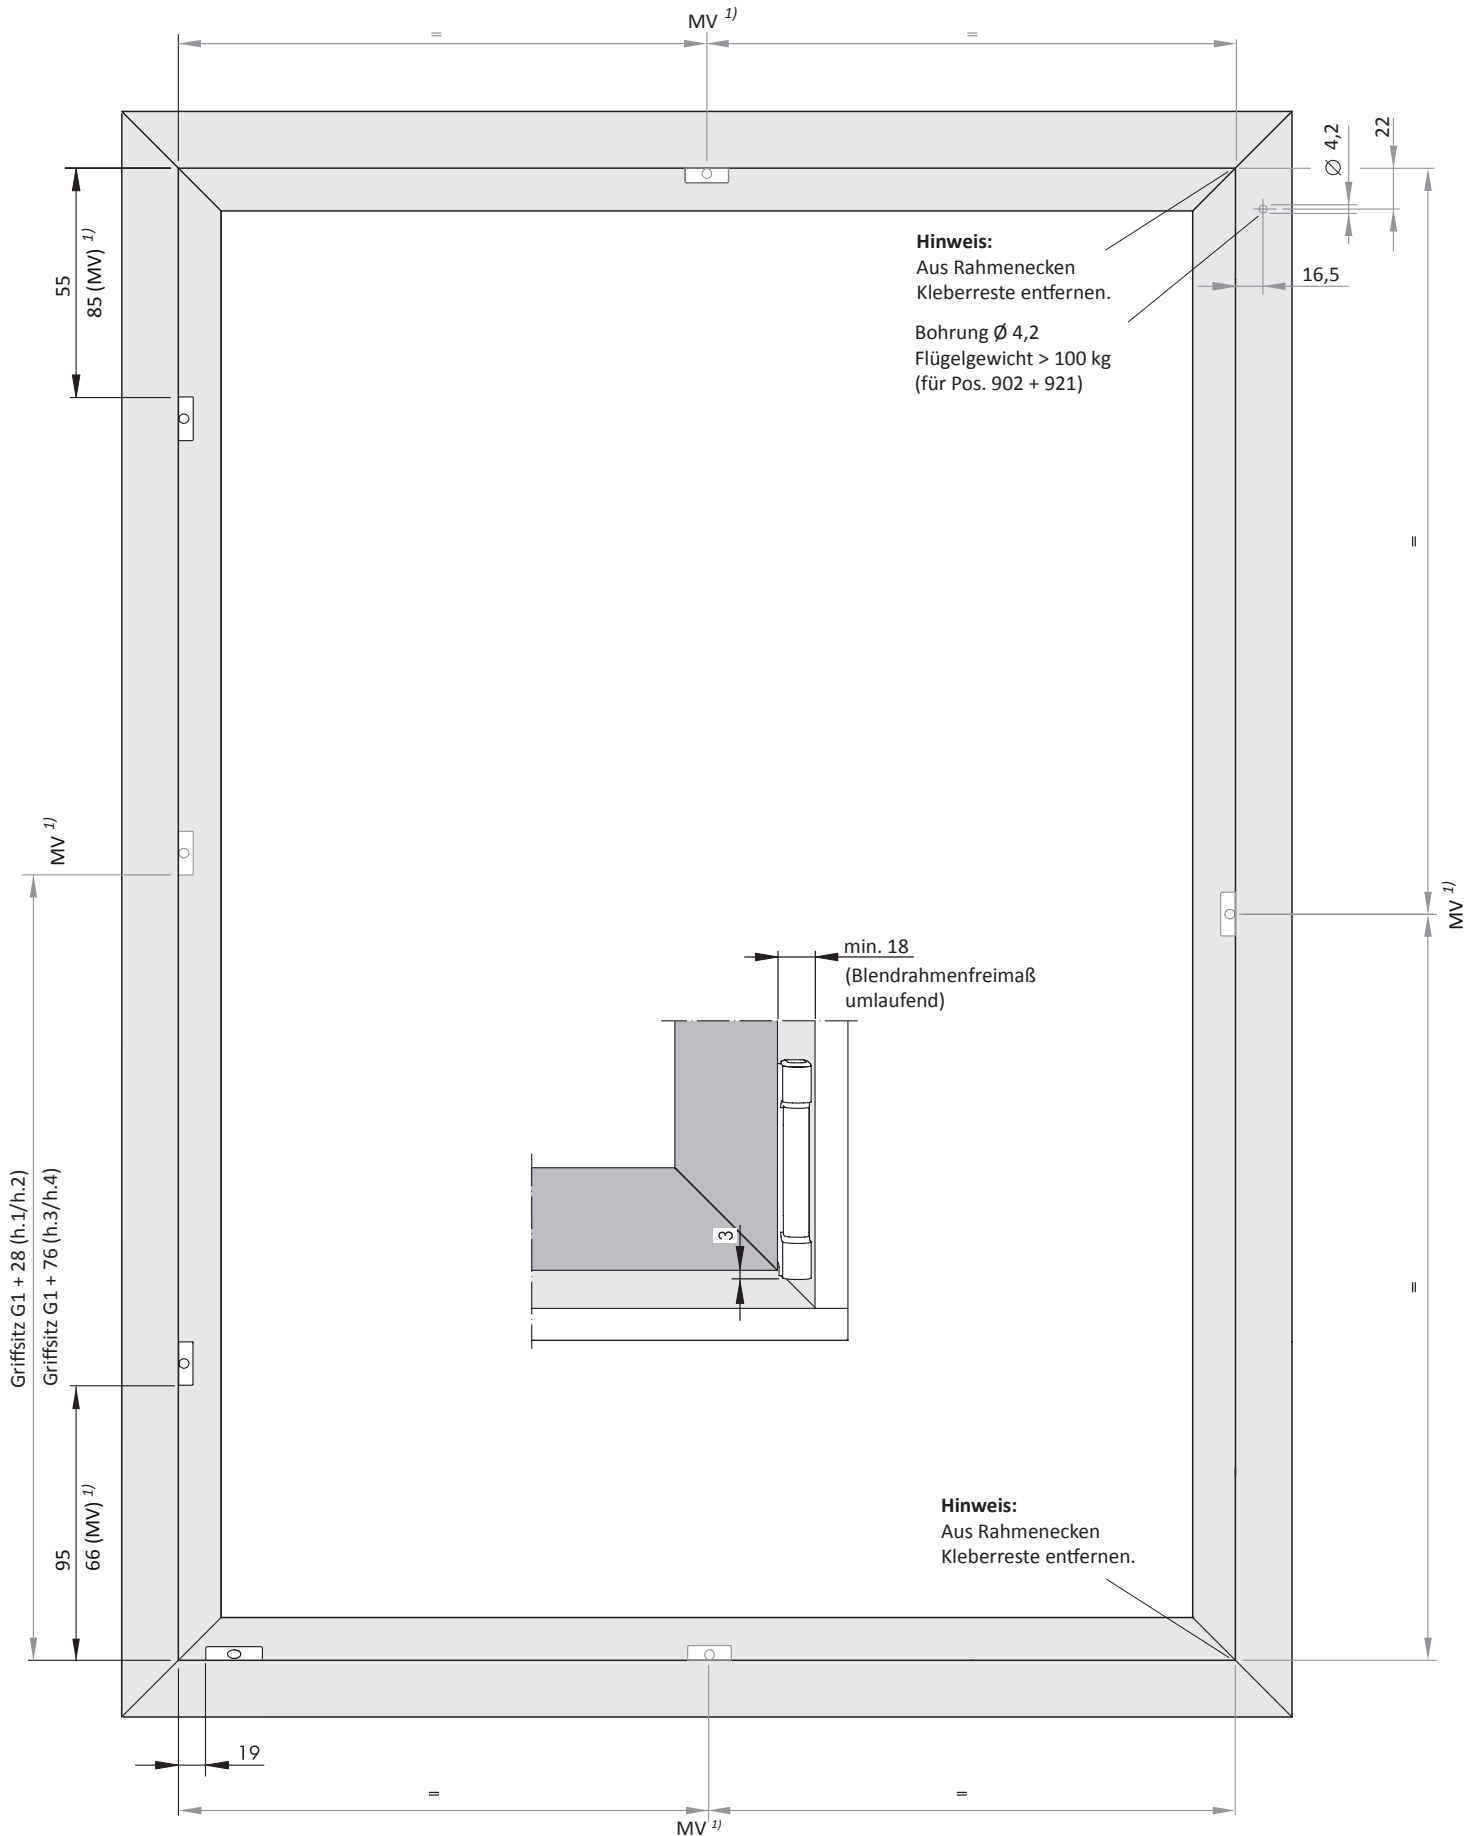 MV 1)
=
=
Ø 4,2
22
55
85 (MV) 1)
Hinweis:
Aus Rahmenecken
Kleberreste entfernen.
16,5
Bohrung Ø 4,2
Flügelgewicht > 100 kg
(für Pos. 902 + 921)
=
MV 1)
MV 1)
min. 18
(Blendrahmenfreimaß
umlaufend)
Griffsitz G1 + 28 (h.1/h.2)
Griffsitz G1 + 76 (h.3/h.4)
3
=
95
66 (MV) 1)
Hinweis:
Aus Rahmenecken
Kleberreste entfernen.
19
=
=
MV 1)